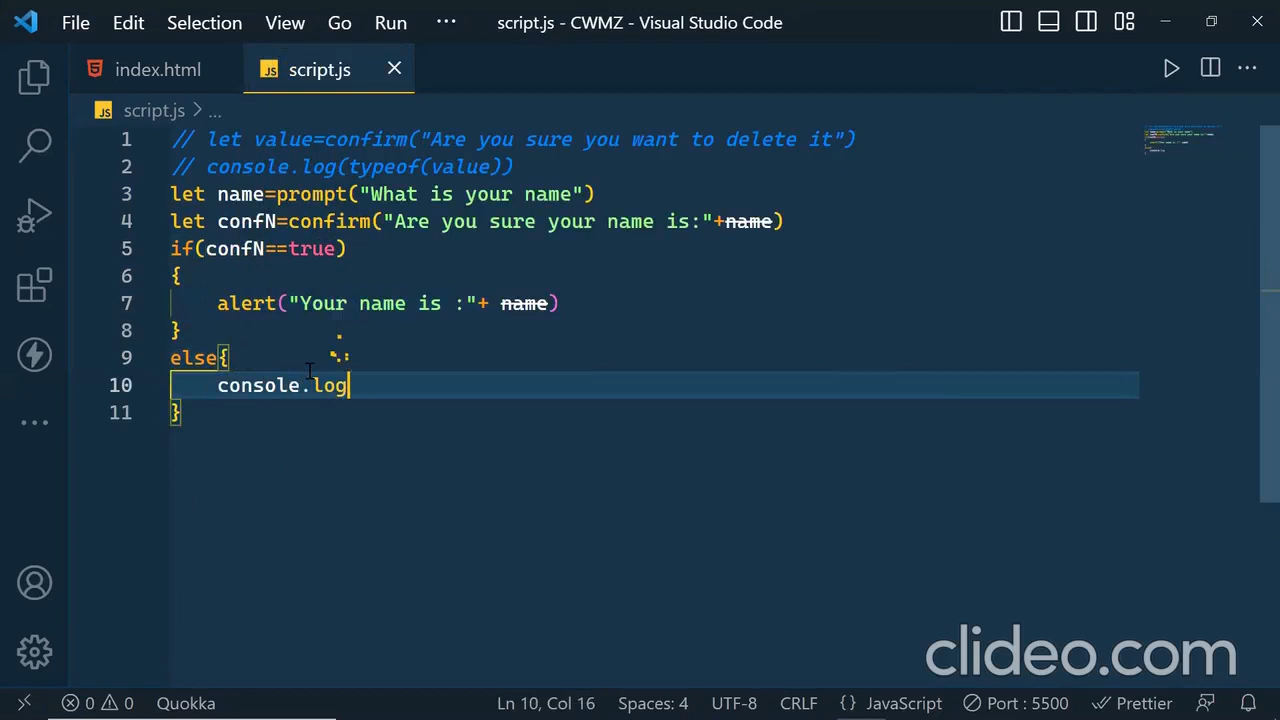 File Edit Selection View Go Run ··· script.js - CWMZ - Visual Studio Code
index.html JS script.js
JS script.js > ...
1 // let value=confirm("Are you sure you want to delete it")
2 // console.log(typeof(value))
3 let name=prompt("What is your name")
4 let confN=confirm("Are you sure your name is:"+name)
5 if(confN==true)
6 {
7 alert("Your name is :"+ name)
8 }
9 else{
10 console.log
11 }
clideo.com
0 0 Quokka Ln 10, Col 16 Spaces: 4 UTF-8 CRLF {} JavaScript Port : 5500 Prettier